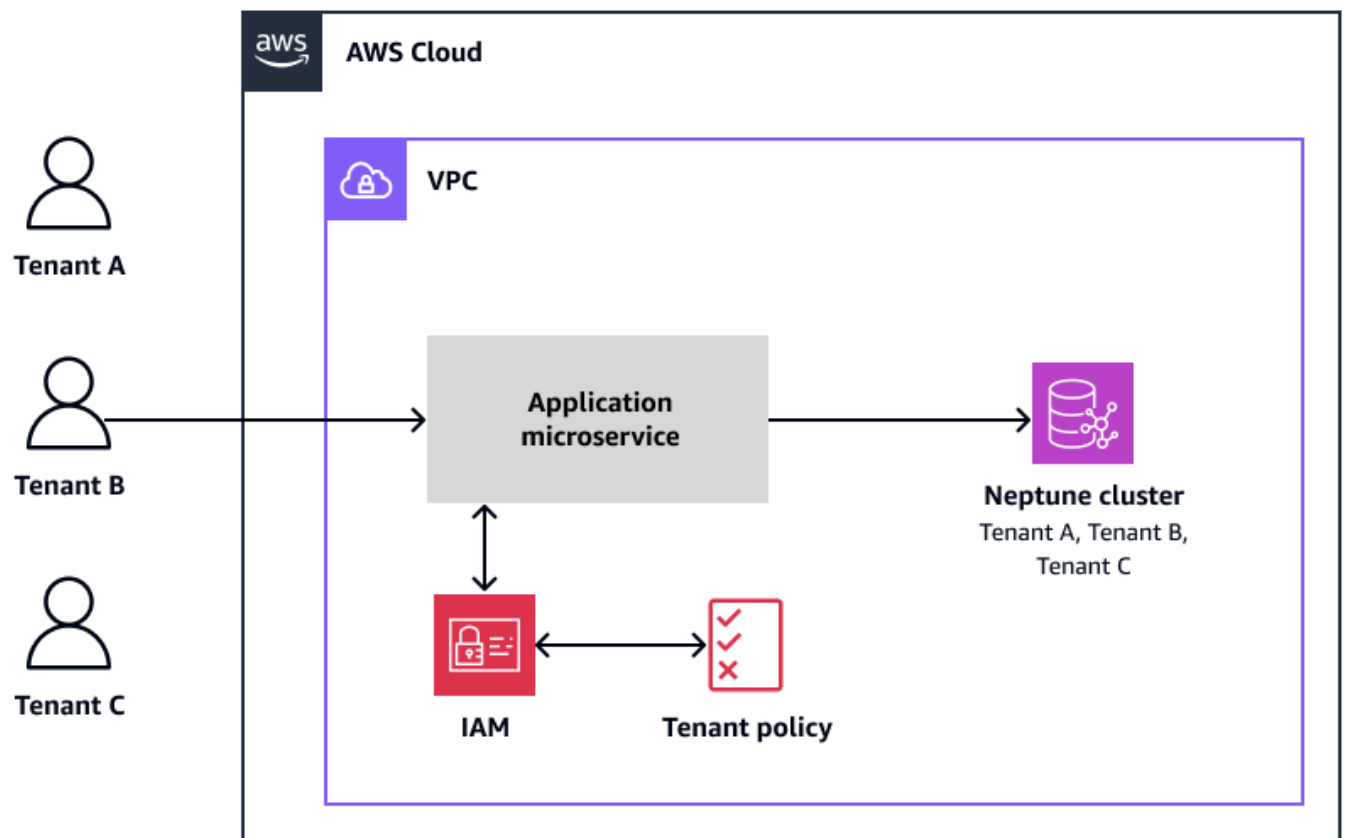 aws
AWS Cloud
VPC
Tenant A
Application
microservice
Tenant B
Neptune cluster
Tenant A, Tenant B,
Tenant C
Tenant C
IAM
Tenant policy